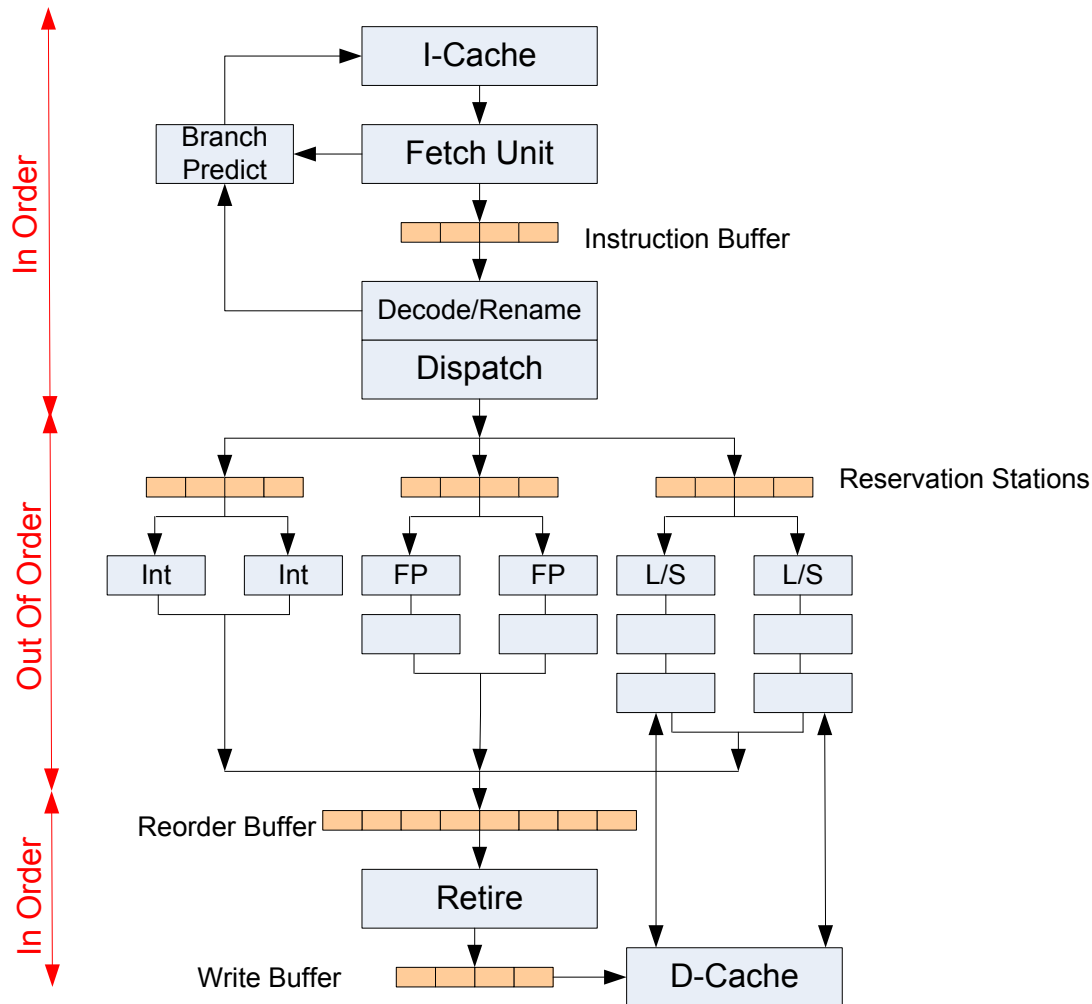 I-Cache
Branch
Predict
Fetch Unit
Instruction Buffer
In Order
Decode/Rename
Dispatch
Reservation Stations
Out Of Order
Int
Int
FP
FP
L/S
L/S
Reorder Buffer
In Order
Retire
Write Buffer
D-Cache